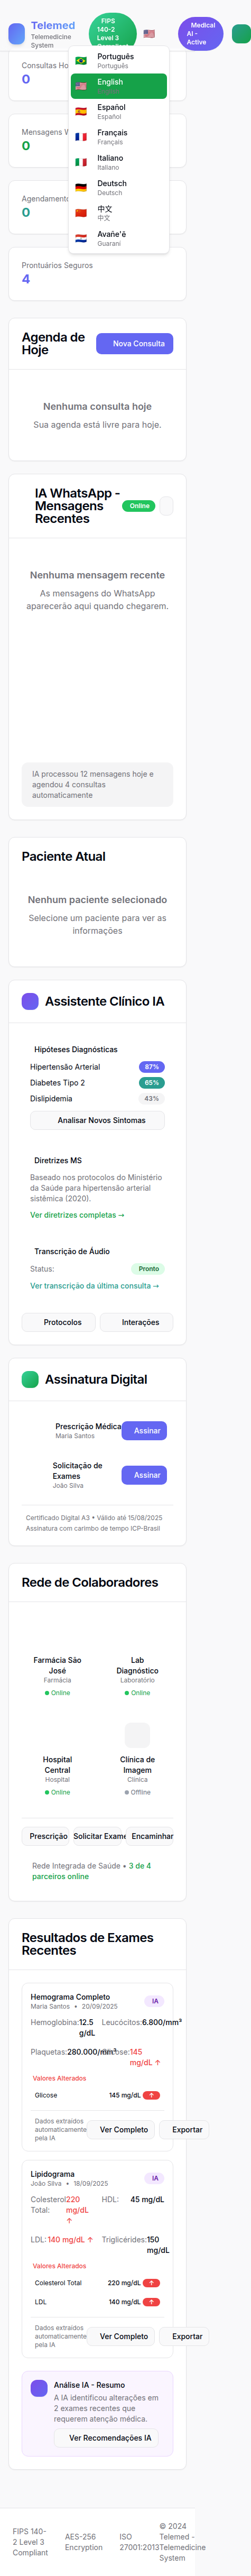 Telemed
Telemedicine
System
FIPS
140-2
Level 3
Medical
AI -
Active
Consultas Ho
0
Português
Português
English
Español
Español
Français
Français
Italiano
Italiano
Deutsch
Deutsch
中文
中文
Avañe'ẽ
Guarani
Mensagens W
0
Agendamento
0
Prontuários Seguros
4
Agenda de
Hoje
Nova Consulta
Nenhuma consulta hoje
Sua agenda está livre para hoje.
IA WhatsApp -
Mensagens
Recentes
Online
Nenhuma mensagem recente
As mensagens do WhatsApp
aparecerão aqui quando chegarem.
IA processou 12 mensagens hoje e
agendou 4 consultas
automaticamente
Paciente Atual
Nenhum paciente selecionado
Selecione um paciente para ver as
informações
Assistente Clínico IA
Hipóteses Diagnósticas
Hipertensão Arterial 87%
Diabetes Tipo 2 65%
Dislipidemia 43%
Analisar Novos Sintomas
Diretrizes MS
Baseado nos protocolos do Ministério
da Saúde para hipertensão arterial
sistêmica (2020).
Ver diretrizes completas →
Transcrição de Áudio
Status: Pronto
Ver transcrição da última consulta →
Protocolos Interações
Assinatura Digital
Prescrição Médica
Maria Santos
Assinar
Solicitação de
Exames
João Silva
Assinar
Certificado Digital A3 • Válido até 15/08/2025
Assinatura com carimbo de tempo ICP-Brasil
Rede de Colaboradores
Farmácia São
José
Farmácia
Online
Lab
Diagnóstico
Laboratório
Online
Hospital
Central
Hospital
Online
Clínica de
Imagem
Clínica
Offline
Prescrição Solicitar Exame Encaminhar
Rede Integrada de Saúde • 3 de 4
parceiros online
Resultados de Exames
Recentes
Hemograma Completo
Maria Santos • 20/09/2025
IA
Hemoglobina: 12.5
g/dL
Leucócitos: 6.800/mm³
Plaquetas: 280.000/mm³
Glicose: 145
mg/dL ↑
Valores Alterados
Glicose 145 mg/dL ↑
Dados extraídos
automaticamente
pela IA
Ver Completo Exportar
Lipidograma
João Silva • 18/09/2025
IA
Colesterol
Total:
220
mg/dL
↑
HDL: 45 mg/dL
LDL: 140 mg/dL ↑
Triglicérides: 150
mg/dL
Valores Alterados
Colesterol Total 220 mg/dL ↑
LDL 140 mg/dL ↑
Dados extraídos
automaticamente
pela IA
Ver Completo Exportar
Análise IA - Resumo
A IA identificou alterações em
2 exames recentes que
requerem atenção médica.
Ver Recomendações IA
FIPS 140-
2 Level 3
Compliant
AES-256
Encryption
ISO
27001:2013
© 2024
Telemed -
Telemedicine
System